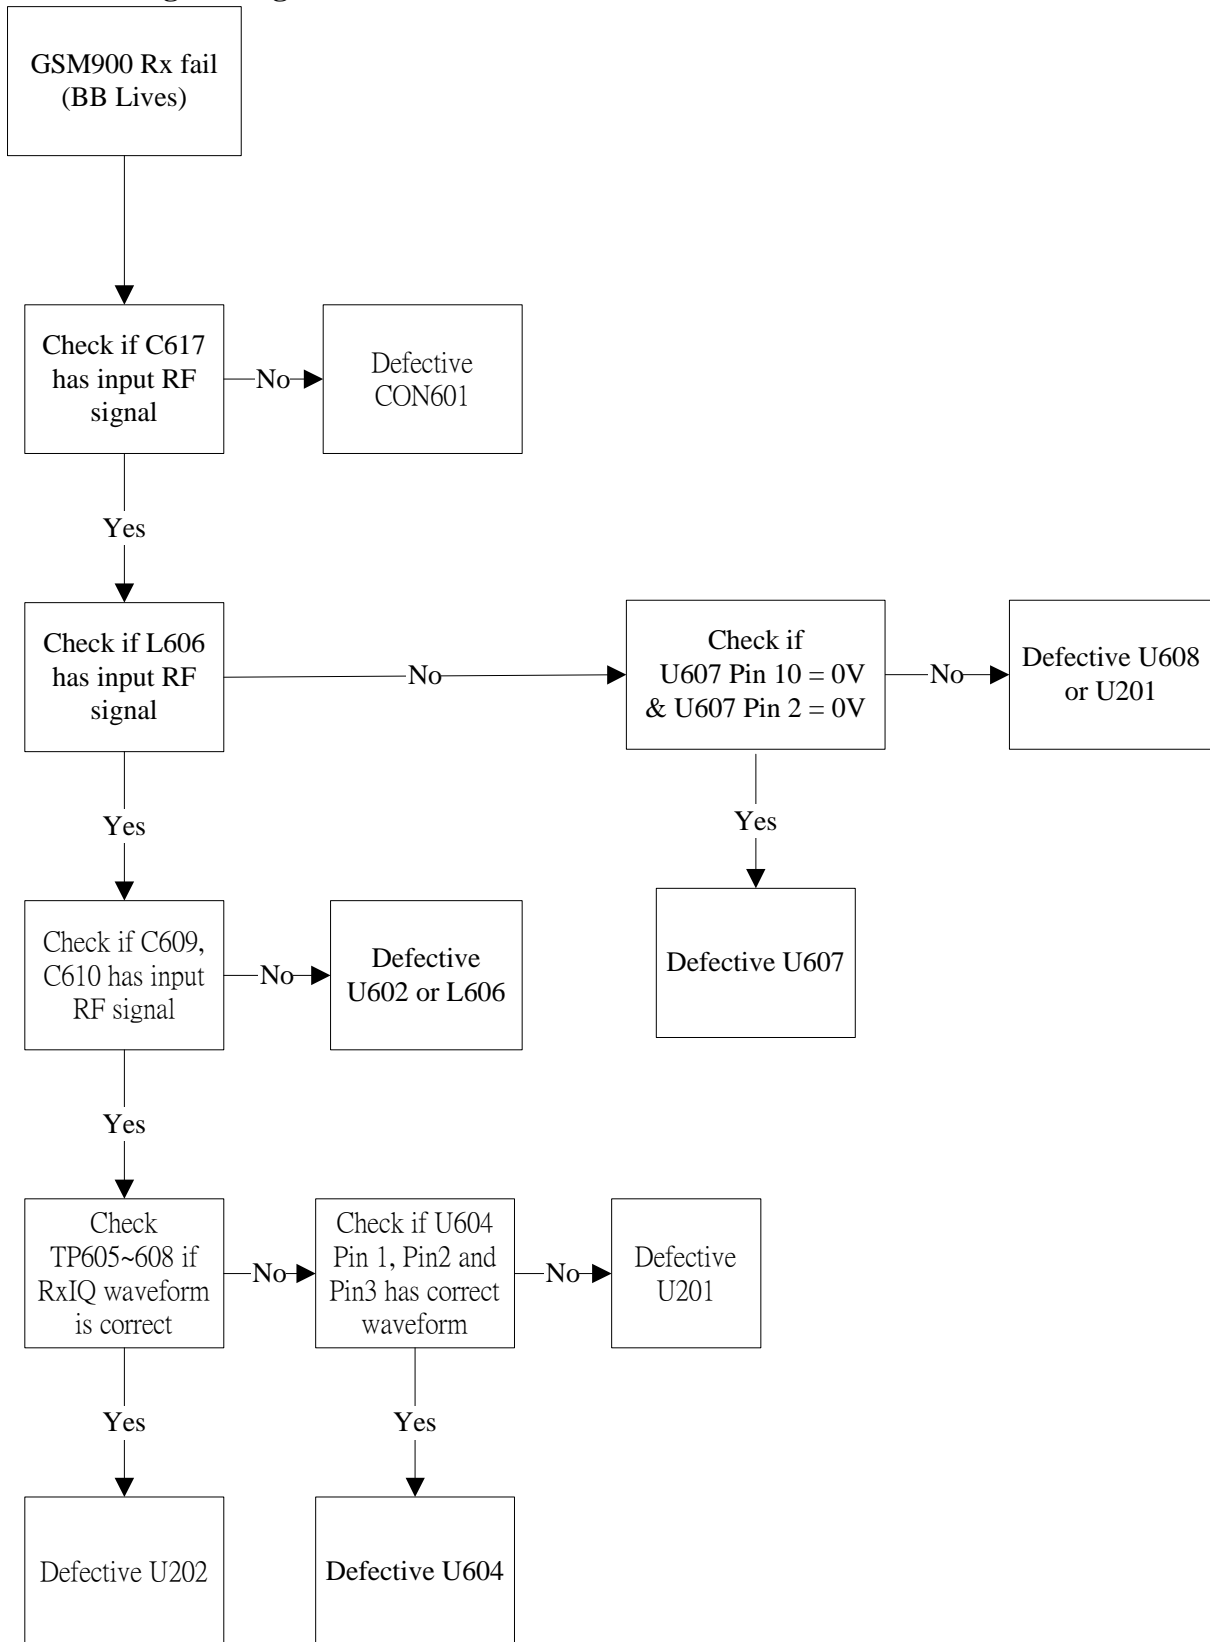 GSM900 Rx fail
(BB Lives)
Check if C617
has input RF
signal
No
Defective
CON601
Yes
Check if L606
has input RF
signal
No
Check if
U607 Pin 10 = 0V
& U607 Pin 2 = 0V
No
Defective U608
or U201
Yes
Yes
Defective U607
Check if C609,
C610 has input
RF signal
No
Defective
U602 or L606
Yes
Check
TP605~608 if
RxIQ waveform
is correct
No
Check if U604
Pin 1, Pin2 and
Pin3 has correct
waveform
No
Defective
U201
Yes
Yes
Defective U202
Defective U604